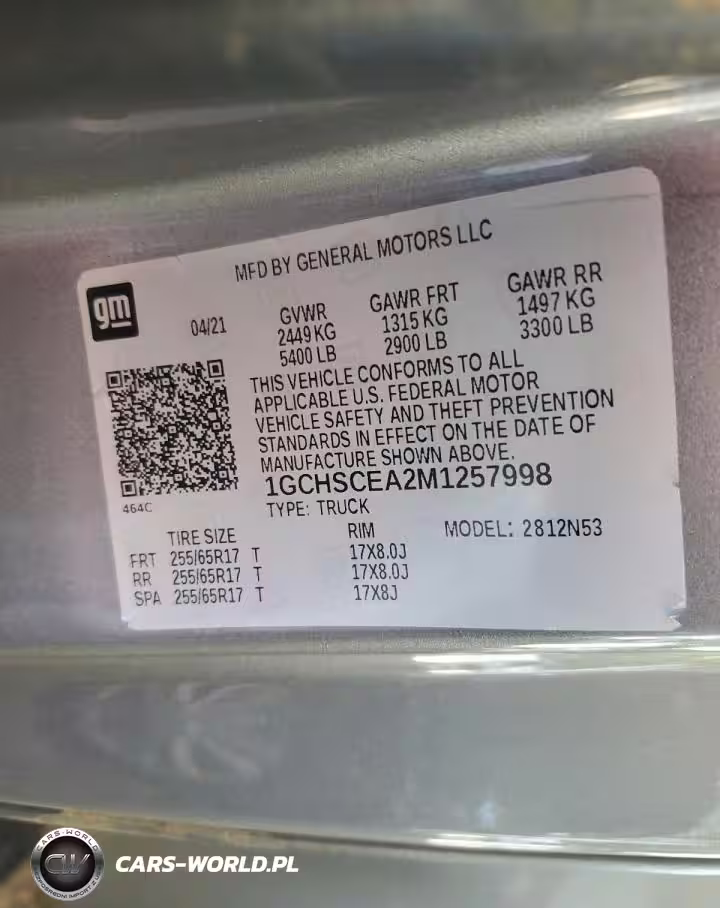 MFD BY GENERAL MOTORS LLC
gm
04/21
GVWR
2449 KG
5400 LB
GAWR FRT
1315 KG
2900 LB
GAWR RR
1497 KG
3300 LB
THIS VEHICLE CONFORMS TO ALL
APPLICABLE U.S. FEDERAL MOTOR
VEHICLE SAFETY AND THEFT PREVENTION
STANDARDS IN EFFECT ON THE DATE OF
MANUFACTURE SHOWN ABOVE.
1GCHSCEA2M1257998
464C
TYPE: TRUCK
TIRE SIZE RIM MODEL: 2812N53
FRT 255/65R17 T 17X8.0J
RR 255/65R17 T 17X8.0J
SPA 255/65R17 T 17X8J
CARS-WORLD
CW
CARS-WORLD.PL